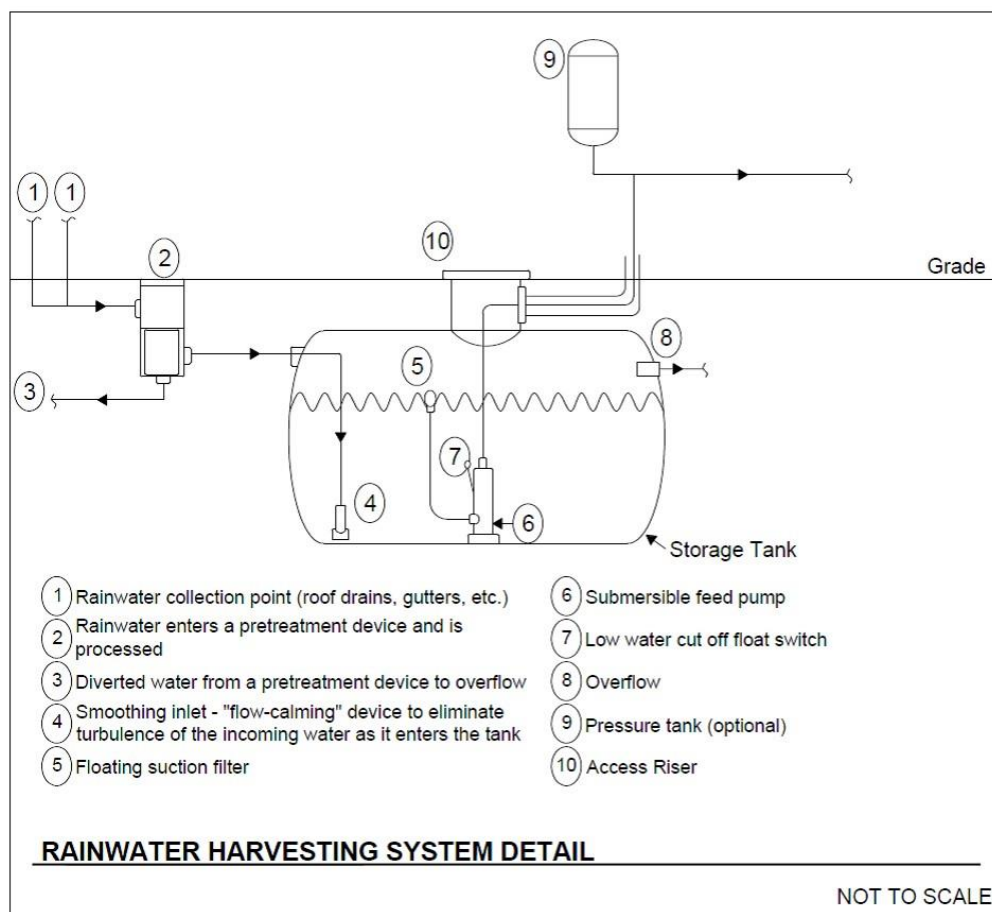 9
1 1
10
2
Grade
8
5
3
7
4
6
Storage Tank
1 Rainwater collection point (roof drains, gutters, etc.)
2 Rainwater enters a pretreatment device and is
processed
3 Diverted water from a pretreatment device to overflow
4 Smoothing inlet - "flow-calming" device to eliminate
turbulence of the incoming water as it enters the tank
5 Floating suction filter
6 Submersible feed pump
7 Low water cut off float switch
8 Overflow
9 Pressure tank (optional)
10 Access Riser
RAINWATER HARVESTING SYSTEM DETAIL
NOT TO SCALE